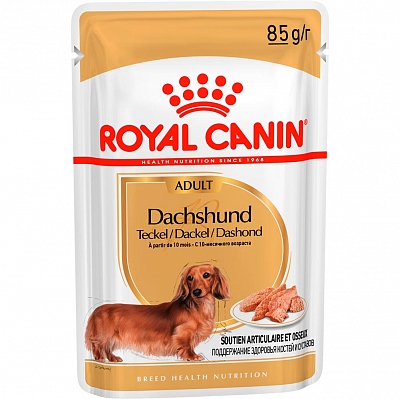 85g/г
ROYAL CANIN
HEALTH NUTRITION SINCE 1968
ADULT
Dachshund
Teckel/Dackel/Dashond
À partir de 10 mois - С 10-месячного возраста
SOUTIEN ARTICULAIRE ET OSSEUX
ПОДДЕРЖАНИЕ ЗДОРОВЬЯ КОСТЕЙ И СУСТАВОВ
BREED HEALTH NUTRITION